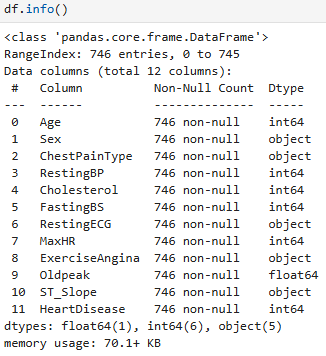 df.info()
<class 'pandas.core.frame.DataFrame'>
RangeIndex: 746 entries, 0 to 745
Data columns (total 12 columns):
 #   Column          Non-Null Count  Dtype
---  ------          --------------  -----
 0   Age             746 non-null    int64
 1   Sex             746 non-null    object
 2   ChestPainType   746 non-null    object
 3   RestingBP       746 non-null    int64
 4   Cholesterol     746 non-null    int64
 5   FastingBS       746 non-null    int64
 6   RestingECG      746 non-null    object
 7   MaxHR           746 non-null    int64
 8   ExerciseAngina  746 non-null    object
 9   Oldpeak         746 non-null    float64
 10  ST_Slope        746 non-null    object
 11  HeartDisease    746 non-null    int64
dtypes: float64(1), int64(6), object(5)
memory usage: 70.1+ KB